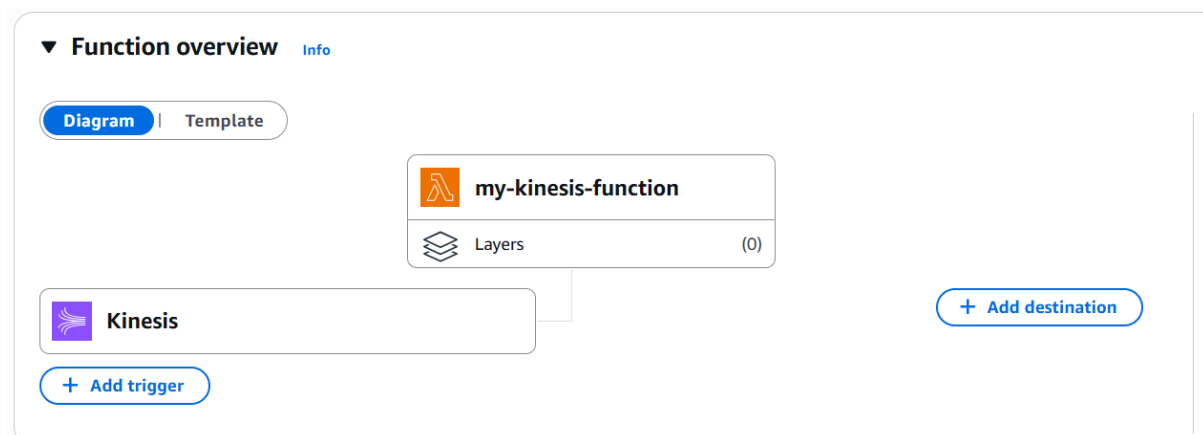 Function overview Info
Diagram | Template
my-kinesis-function
Layers (0)
Kinesis
+ Add destination
+ Add trigger